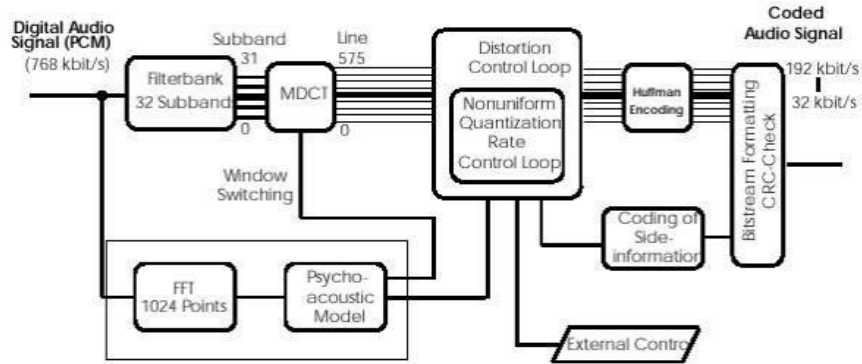 Digital Audio
Signal (PCM)
(768 kbit/s)
Subband
31
0
Line
575
0
Filterbank
32 Subbands
MDCT
Window
Switching
Distortion
Control Loop
Nonuniform
Quantization
Rate
Control Loop
Huffman
Encoding
Coded
Audio Signal
192 kbit/s
32 kbit/s
Bitstream Formatting
CRC-Check
Coding of
Side-
information
FFT
1024 Points
Psycho-
acoustic
Model
External Contro